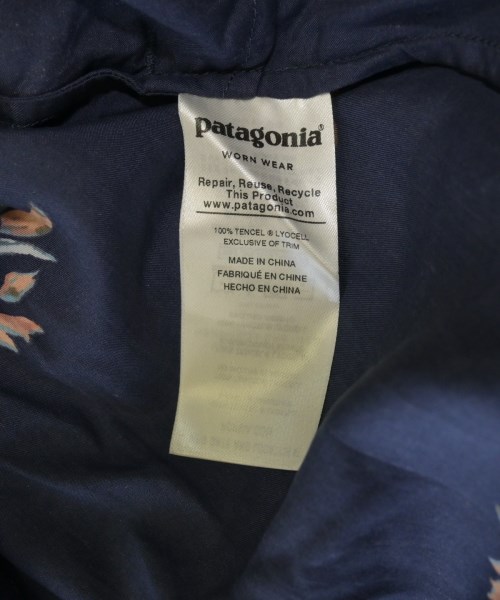 patagonia®
WORN WEAR
Repair, Reuse, Recycle
This Product
www.patagonia.com
100% TENCEL ® LYOCELL
EXCLUSIVE OF TRIM
MADE IN CHINA
FABRIQUÉ EN CHINE
HECHO EN CHINA